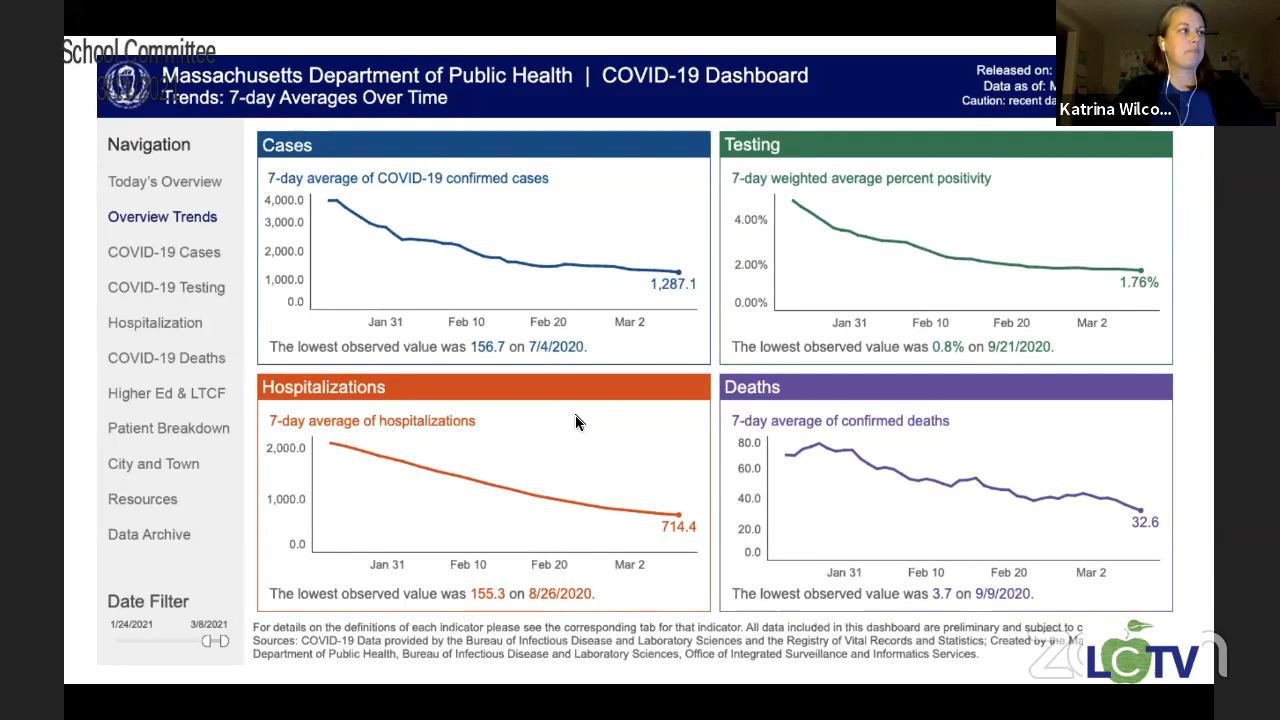 School Committee
Massachusetts Department of Public Health | COVID-19 Dashboard
Trends: 7-day Averages Over Time
Released on:
Data as of: M
Caution: recent da
Katrina Wilco...
Navigation
Today's Overview
Overview Trends
COVID-19 Cases
COVID-19 Testing
Hospitalization
COVID-19 Deaths
Higher Ed & LTCF
Patient Breakdown
City and Town
Resources
Data Archive
Date Filter
1/24/2021 3/8/2021
Cases
7-day average of COVID-19 confirmed cases
4,000.0
3,000.0
2,000.0
1,000.0
0.0
1,287.1
Jan 31 Feb 10 Feb 20 Mar 2
The lowest observed value was 156.7 on 7/4/2020.
Testing
7-day weighted average percent positivity
4.00%
2.00%
0.00%
1.76%
Jan 31 Feb 10 Feb 20 Mar 2
The lowest observed value was 0.8% on 9/21/2020.
Hospitalizations
7-day average of hospitalizations
2,000.0
1,000.0
0.0
714.4
Jan 31 Feb 10 Feb 20 Mar 2
The lowest observed value was 155.3 on 8/26/2020.
Deaths
7-day average of confirmed deaths
80.0
60.0
40.0
20.0
0.0
32.6
Jan 31 Feb 10 Feb 20 Mar 2
The lowest observed value was 3.7 on 9/9/2020.
For details on the definitions of each indicator please see the corresponding tab for that indicator. All data included in this dashboard are preliminary and subject to c
Sources: COVID-19 Data provided by the Bureau of Infectious Disease and Laboratory Sciences and the Registry of Vital Records and Statistics; Created by the Ma
Department of Public Health, Bureau of Infectious Disease and Laboratory Sciences, Office of Integrated Surveillance and Informatics Services.
LCTV